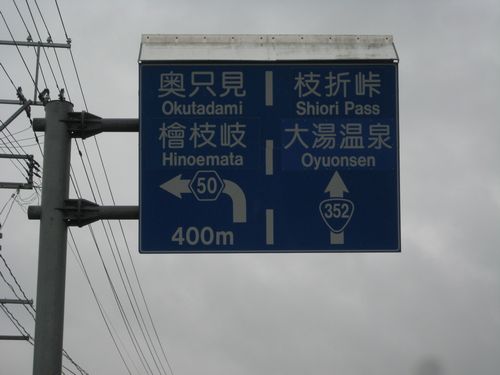 奥只見
Okutadami
檜枝岐
Hinoemata
50
400m
枝折峠
Shiori Pass
大湯温泉
Oyuonsen
352